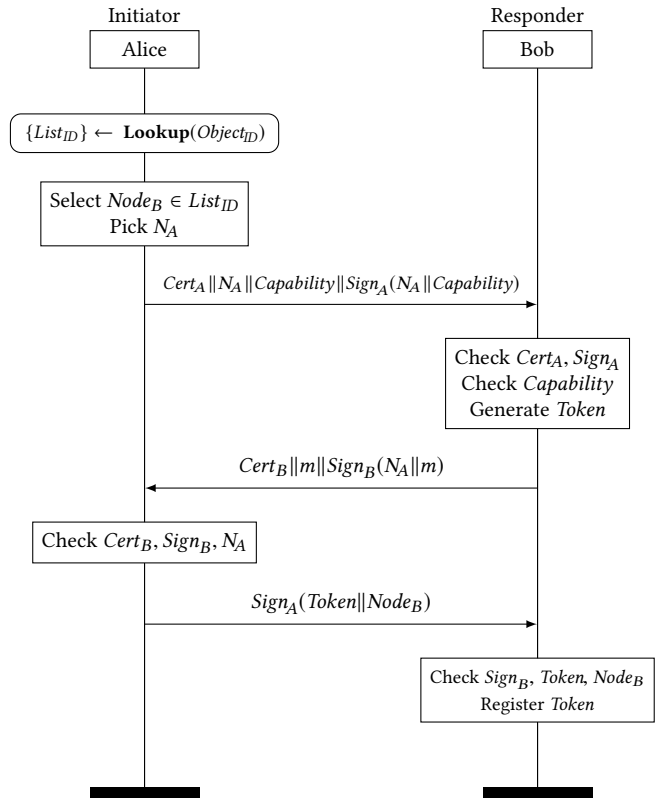 Initiator
Responder
Alice
Bob
{List_ID} ← Lookup(Object_ID)
Select Node_B ∈ List_ID
Pick N_A
Cert_A||N_A||Capability||Sign_A(N_A||Capability)
Check Cert_A, Sign_A
Check Capability
Generate Token
Cert_B||m||Sign_B(N_A||m)
Check Cert_B, Sign_B, N_A
Sign_A(Token||Node_B)
Check Sign_B, Token, Node_B
Register Token